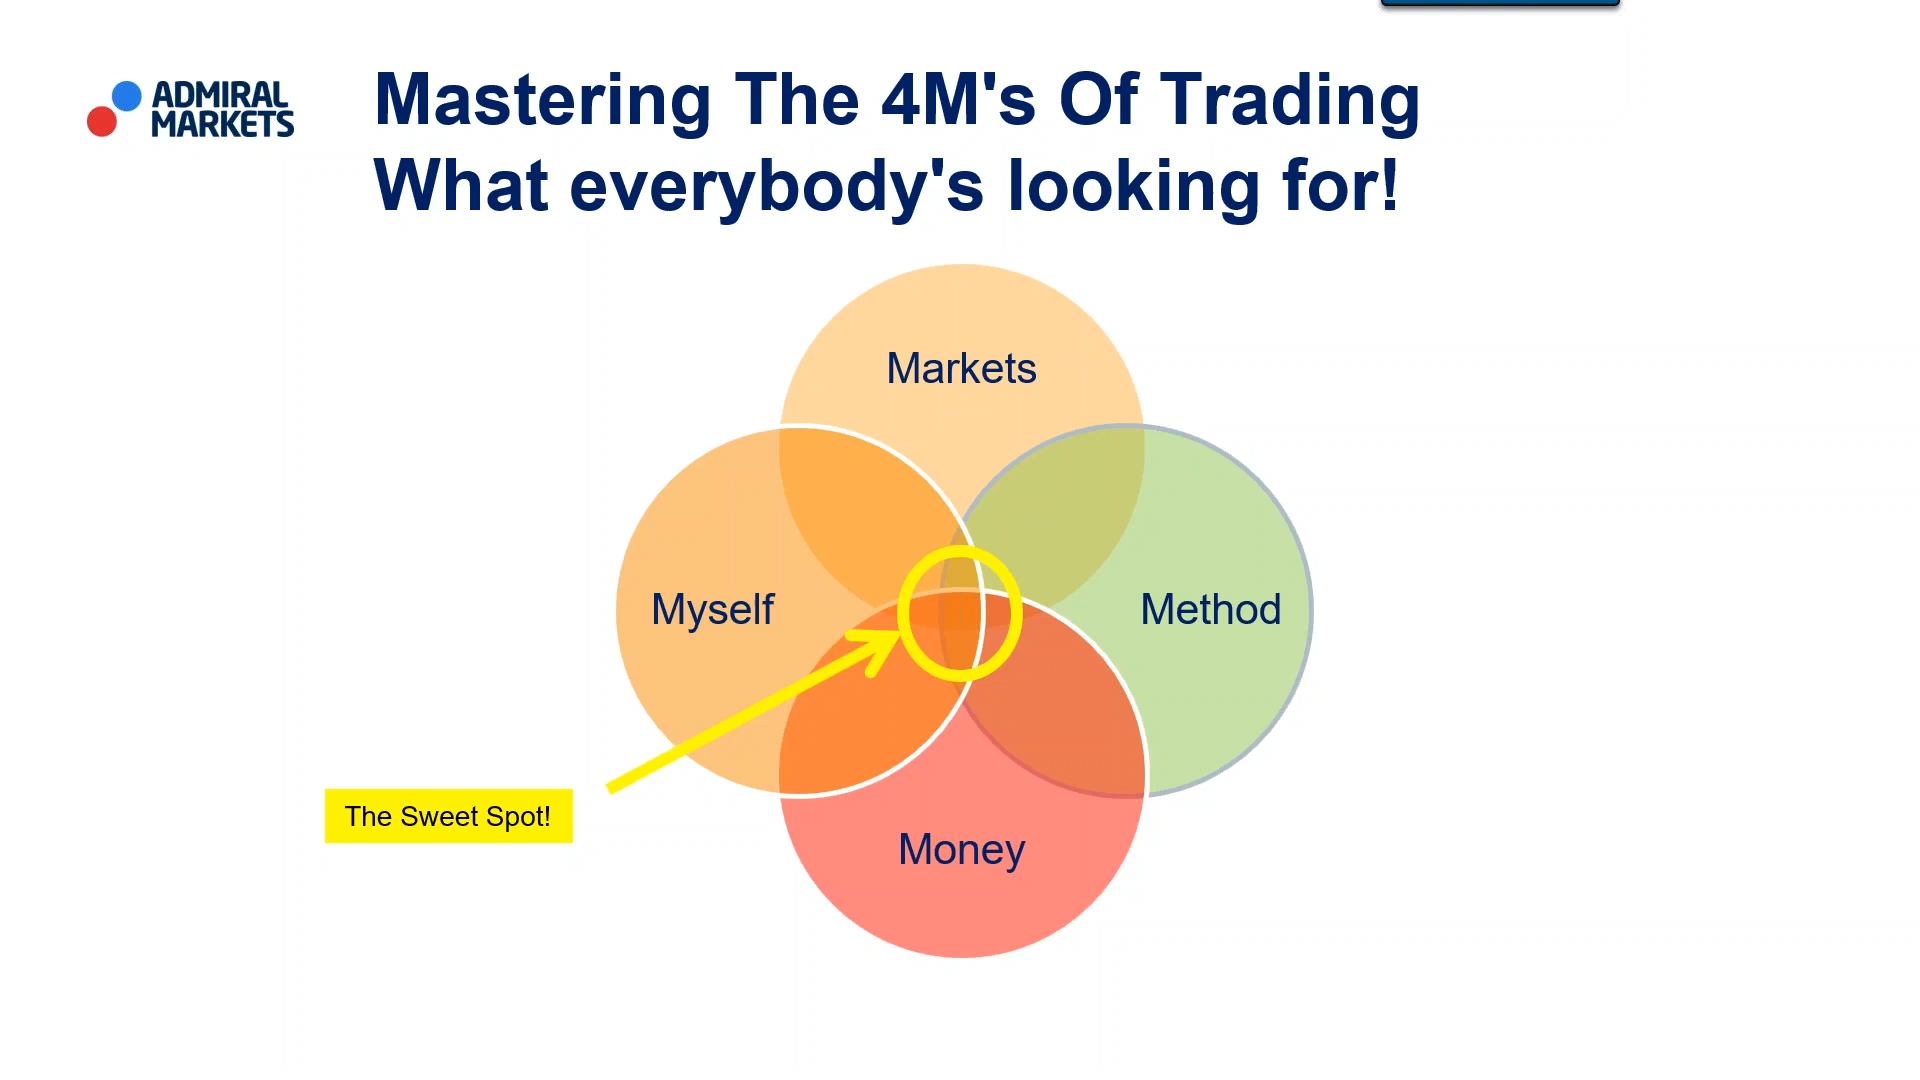 ADMIRAL
MARKETS
Mastering The 4M's Of Trading
What everybody's looking for!
Markets
Myself
Method
The Sweet Spot!
Money